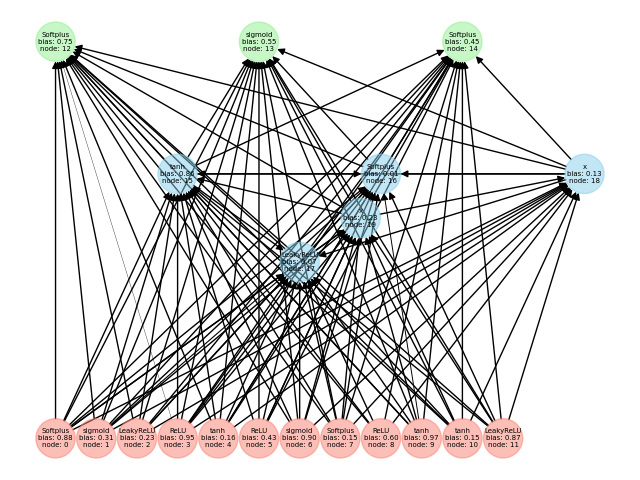 Softplus
bias: 0.75
node: 12
sigmoid
bias: 0.55
node: 13
Softplus
bias: 0.45
node: 14
tanh
bias: 0.86
node: 15
Softplus
bias: 0.01
node: 16
x
bias: 0.13
node: 18
bias: 0.28
node: 19
LeakyReLU
bias: 0.67
node: 17
Softplus
bias: 0.88
node: 0
sigmoid
bias: 0.31
node: 1
LeakyReLU
bias: 0.23
node: 2
ReLU
bias: 0.95
node: 3
tanh
bias: 0.16
node: 4
ReLU
bias: 0.43
node: 5
sigmoid
bias: 0.90
node: 6
Softplus
bias: 0.15
node: 7
ReLU
bias: 0.60
node: 8
tanh
bias: 0.97
node: 9
tanh
bias: 0.15
node: 10
LeakyReLU
bias: 0.87
node: 11